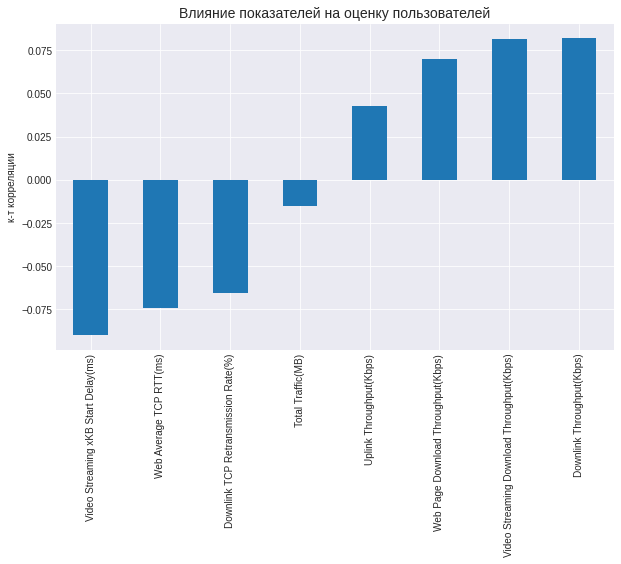 Влияние показателей на оценку пользователей
к-т корреляции
0.075
0.050
0.025
0.000
−0.025
−0.050
−0.075
Video Streaming xKB Start Delay(ms)
Web Average TCP RTT(ms)
Downlink TCP Retransmission Rate(%)
Total Traffic(MB)
Uplink Throughput(Kbps)
Web Page Download Throughput(Kbps)
Video Streaming Download Throughput(Kbps)
Downlink Throughput(Kbps)